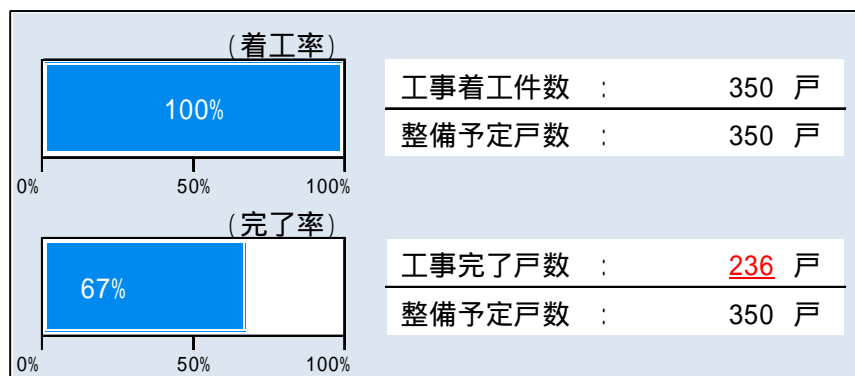 (着工率)
100%
0% 50% 100%
工事着工件数 : 350 戸
整備予定戸数 : 350 戸
(完了率)
67%
0% 50% 100%
工事完了戸数 : 236 戸
整備予定戸数 : 350 戸